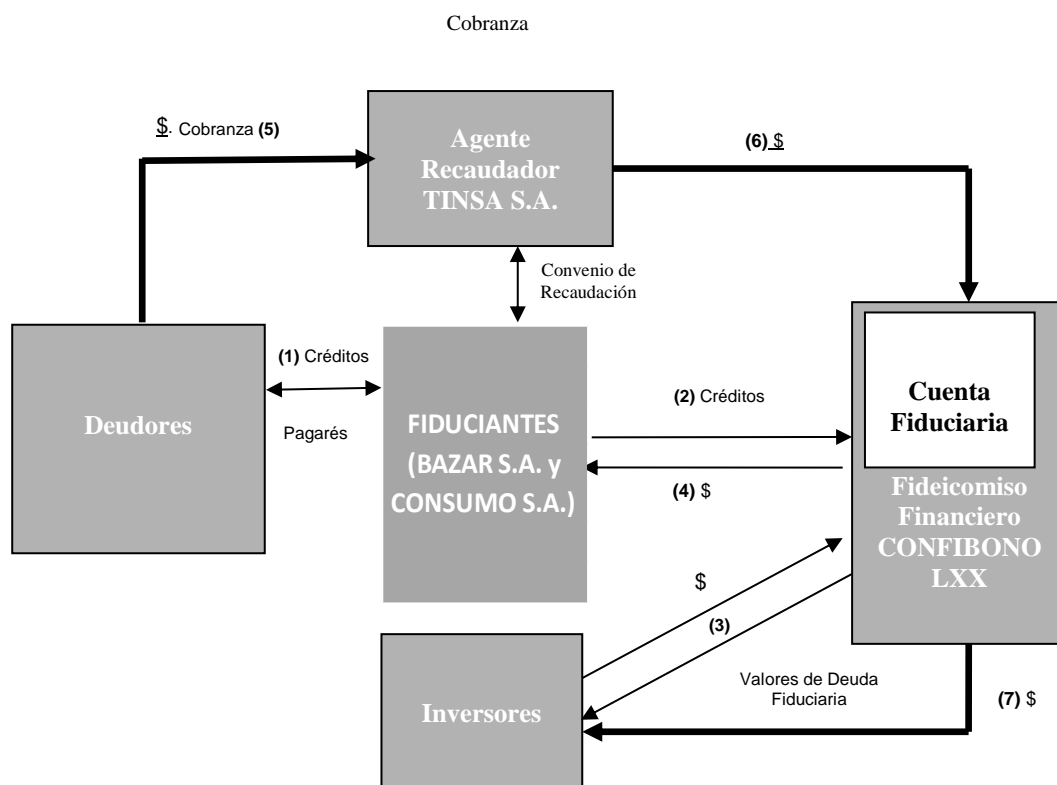 Cobranza
$. Cobranza (5)
Agente
Recaudador
TINSA S.A.
(6) $
Convenio de
Recaudación
Deudores
(1) Créditos
Pagarés
FIDUCIANTES
(BAZAR S.A. y
CONSUMO S.A.)
(2) Créditos
(4) $
Cuenta
Fiduciaria
Fideicomiso
Financiero
CONFIBONO
LXX
$
(3)
Inversores
Valores de Deuda
Fiduciaria
(7) $